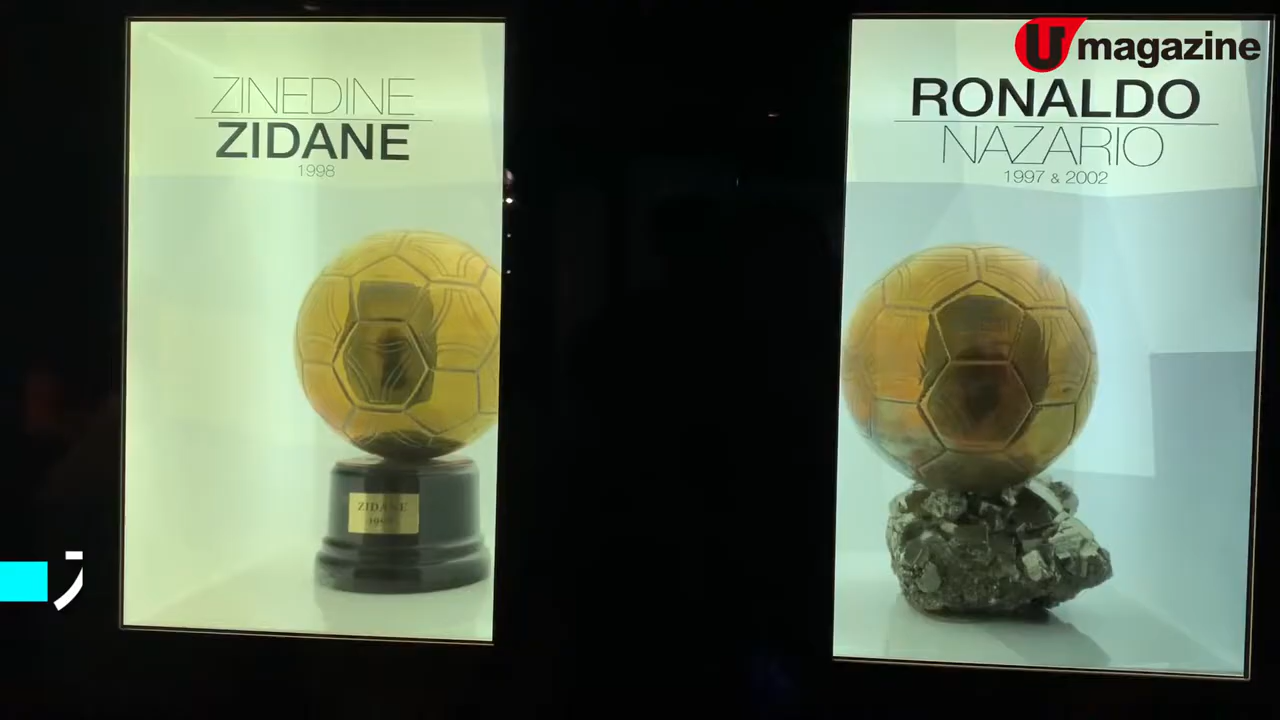 ZINEDINE
ZIDANE
1998
ZIDANE
U magazine
RONALDO
NAZARIO
1997 & 2002